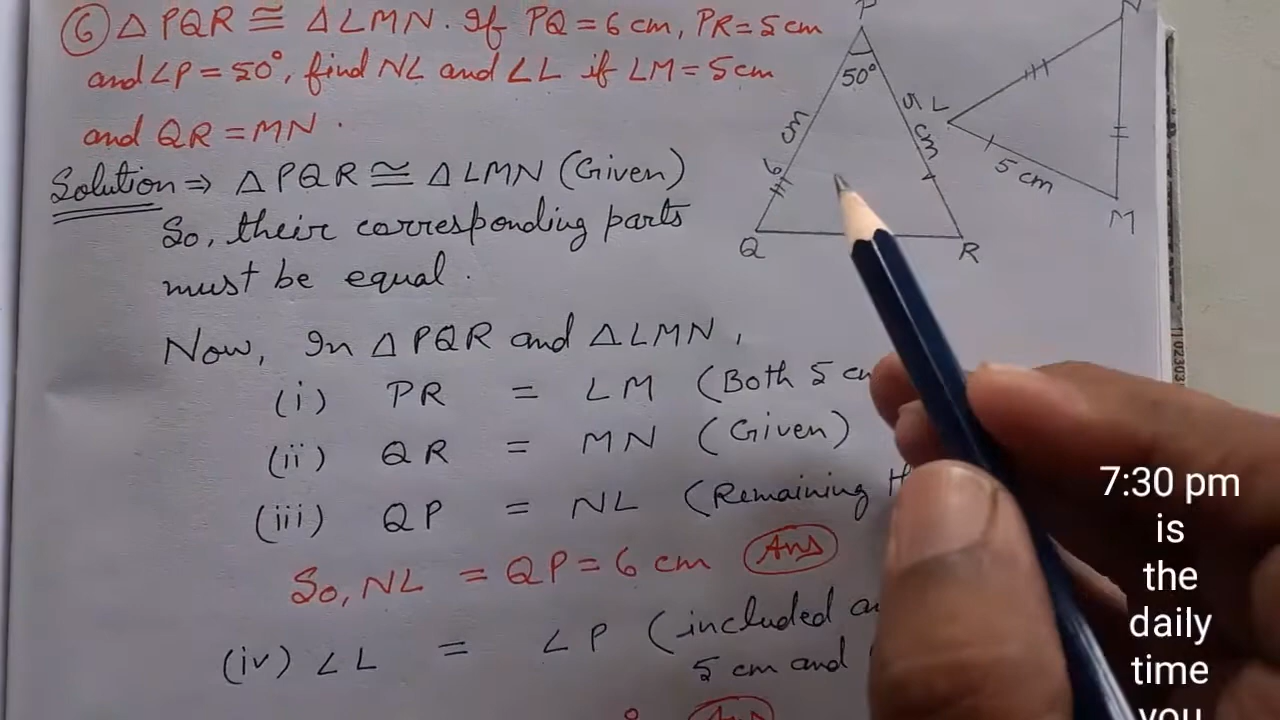 6 Δ PQR ≅ Δ LMN. If PQ = 6 cm, PR = 5 cm
and ∠P = 50°, find NL and ∠L if LM = 5 cm
and QR = MN.
Solution ⇒ Δ PQR ≅ Δ LMN (Given)
So, their corresponding parts
must be equal.
Now, In Δ PQR and Δ LMN,
(i) PR = LM (Both 5 cm
(ii) QR = MN (Given)
(iii) QP = NL (Remaining
So, NL = QP = 6 cm Ans
(iv) ∠L = ∠P (included
5 cm and
Ans
P
50°
6 cm
5 cm
Q
R
N
L
5 cm
M
7:30 pm
is
the
daily
time
you